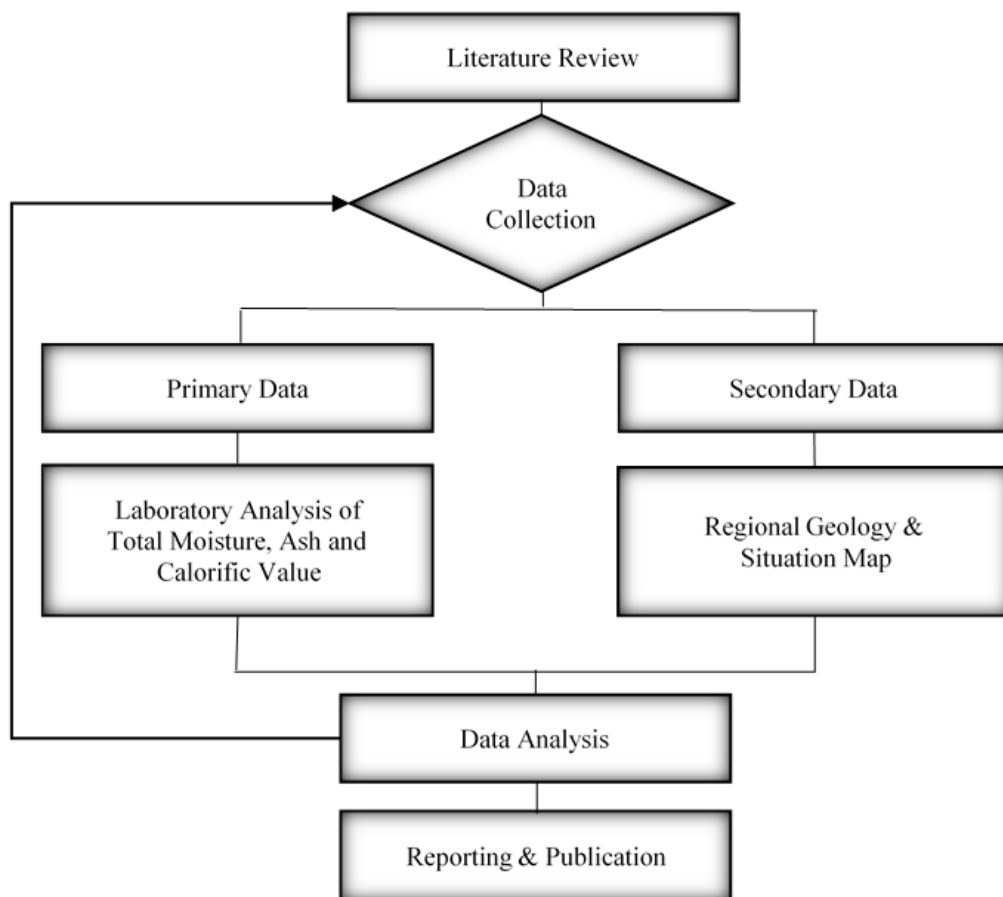 Literature Review
Data
Collection
Primary Data
Secondary Data
Laboratory Analysis of
Total Moisture, Ash and
Calorific Value
Regional Geology &
Situation Map
Data Analysis
Reporting & Publication